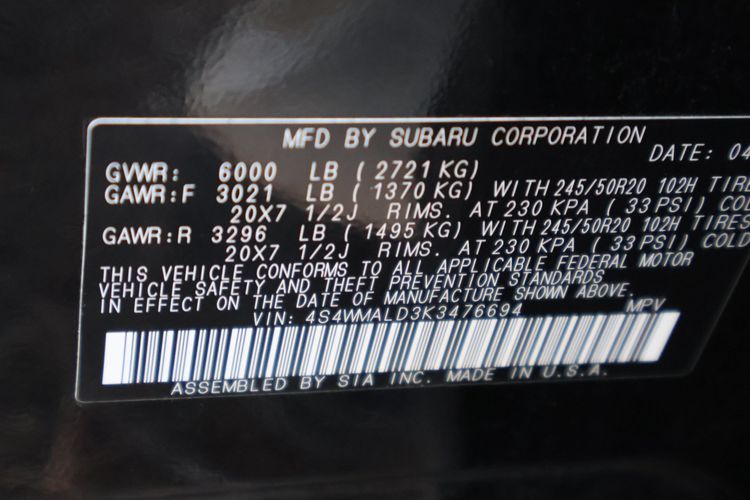 MFD BY SUBARU CORPORATION
DATE: 04
GVWR: 6000 LB ( 2721 KG)
GAWR:F 3021 LB ( 1370 KG) WITH 245/50R20 102H TIRE
20X7 1/2J RIMS. AT 230 KPA ( 33 PSI) COL
GAWR:R 3296 LB ( 1495 KG) WITH 245/50R20 102H TIRES
20X7 1/2J RIMS. AT 230 KPA ( 33 PSI) COLD
THIS VEHICLE CONFORMS TO ALL APPLICABLE FEDERAL MOTOR
VEHICLE SAFETY AND THEFT PREVENTION STANDARDS
IN EFFECT ON THE DATE OF MANUFACTURE SHOWN ABOVE.
VIN: 4S4WMALD3K3476694 MPV
ASSEMBLED BY SIA INC. MADE IN U.S.A.